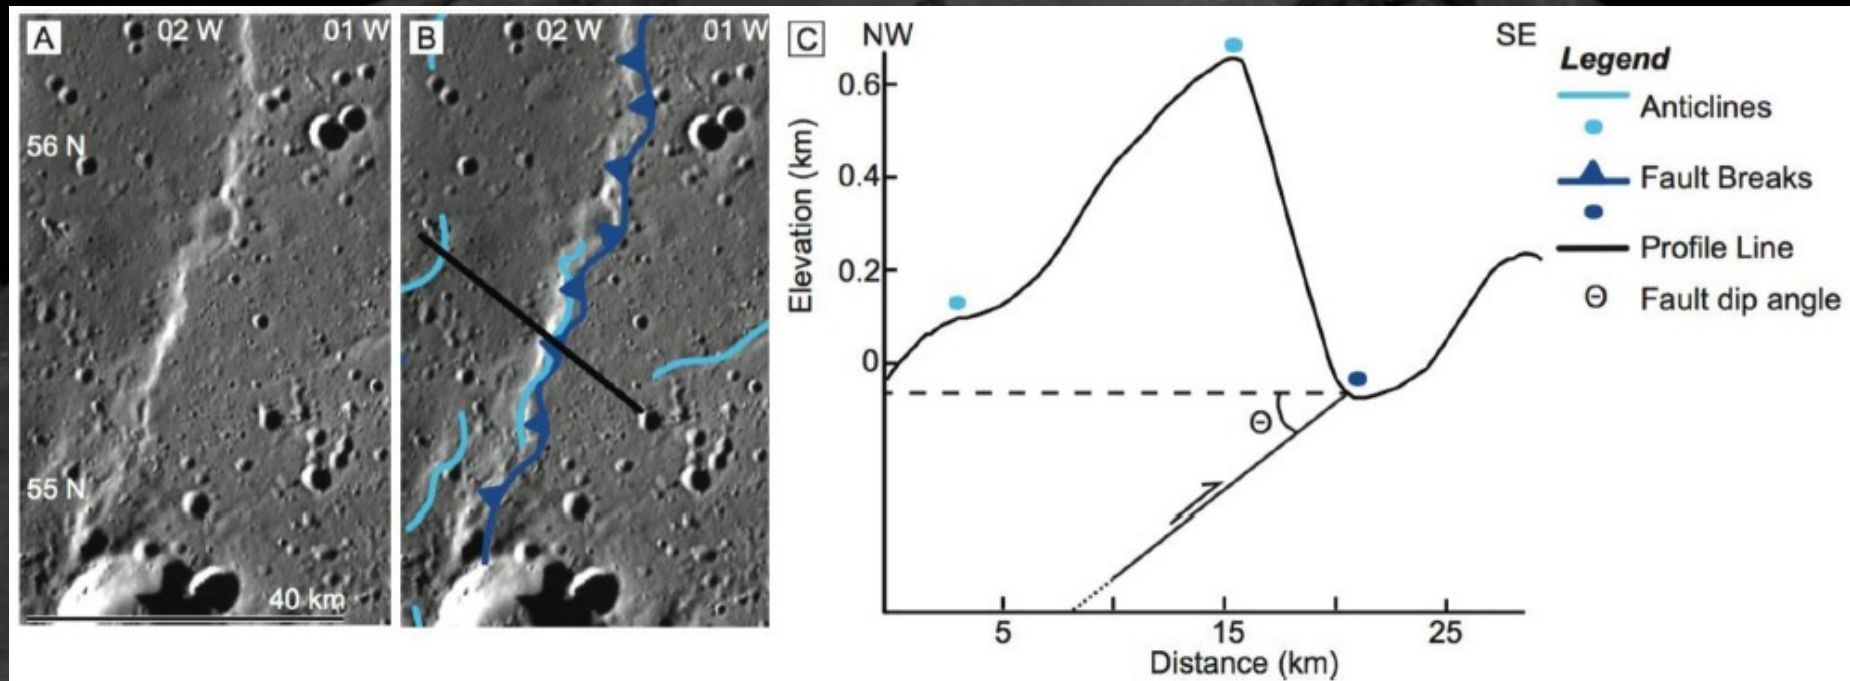 A
02 W
01 W
56 N
55 N
40 km
B
02 W
01 W
C
NW
SE
Elevation (km)
0.6
0.4
0.2
0
Θ
5
15
25
Distance (km)
Legend
Anticlines
Fault Breaks
Profile Line
Θ Fault dip angle